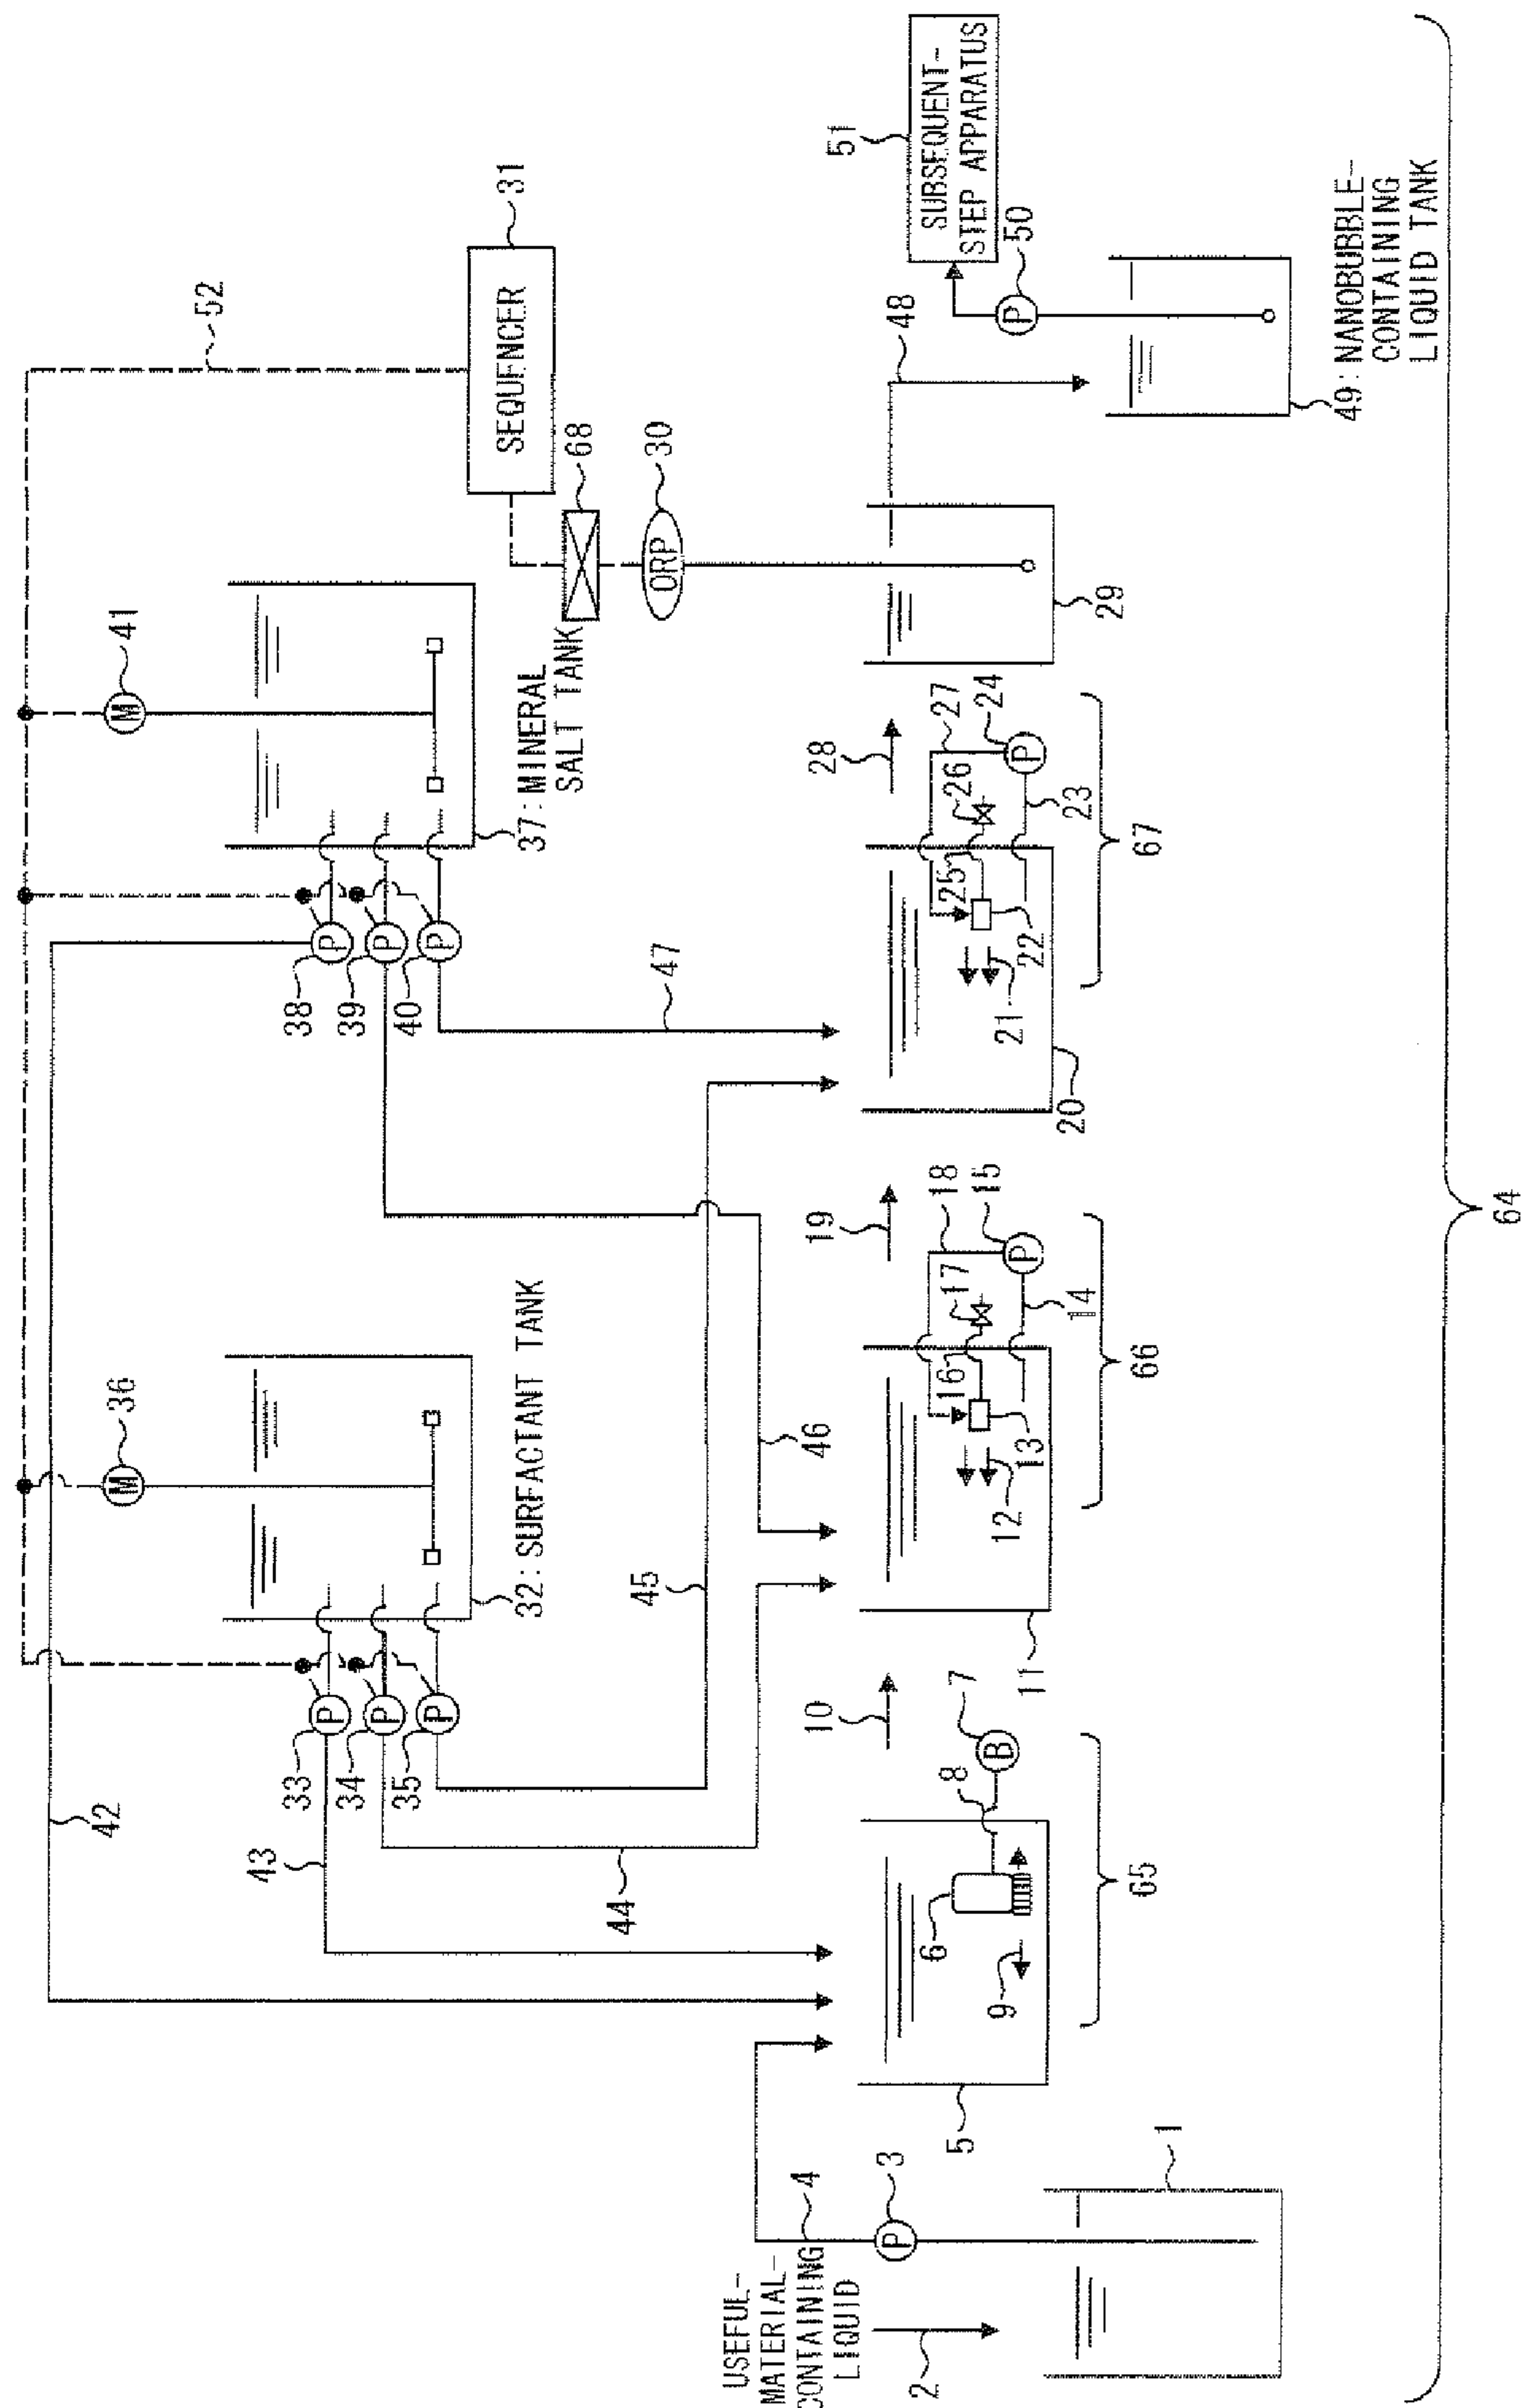 52
41
M
36
M
42
38
P
39
P
40
P
33
P
34
P
35
P
43
44
45
46
47
32:SURFACTANT TANK
37:MINERAL
SALT TANK
SEQUENCER
31
68
ORP
30
USEFUL-
MATERIAL-
CONTAINING
LIQUID
2
4
P
3
1
5
6
7
B
8
9
10
65
11
12
13
14
15
P
16
17
18
19
66
20
21
22
23
24
P
25
26
27
28
67
29
48
P
50
51
SUBSEQUENT-
STEP APPARATUS
49:NANOBUBBLE-
CONTAINING
LIQUID TANK
64